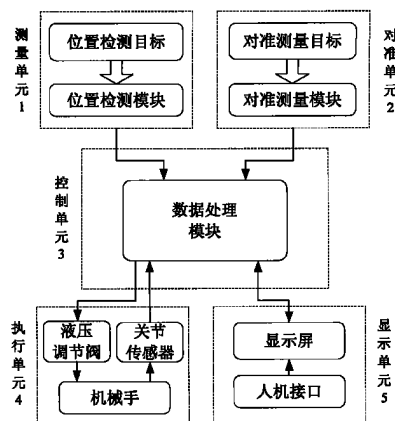 测量单元1
位置检测目标
位置检测模块
对准测量目标
对准测量模块
对准单元2
控制单元3
数据处理
模块
执行单元4
液压
调节阀
关节
传感器
机械手
显示屏
人机接口
显示单元5